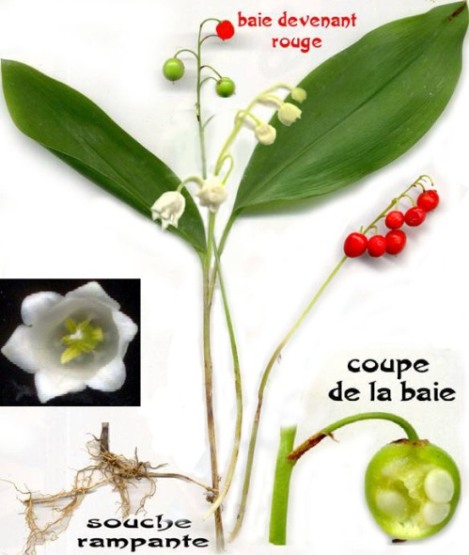 baie devenant
rouge
coupe
de la baie
souche
rampante